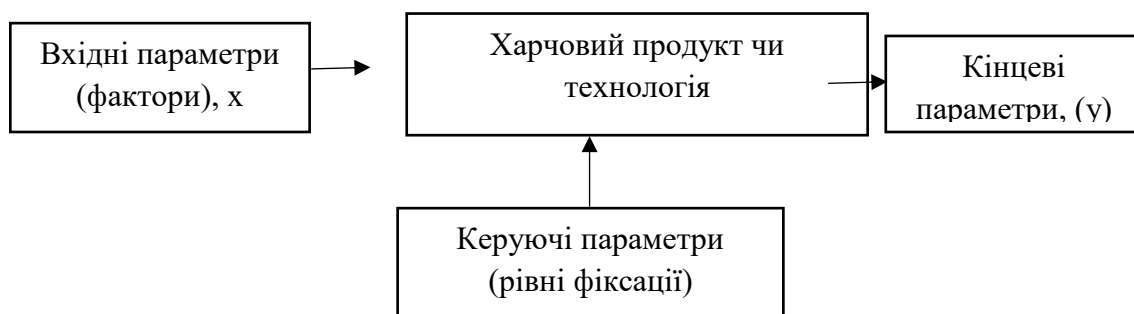 Вхідні параметри
(фактори), х
Харчовий продукт чи
технологія
Кінцеві
параметри, (у)
Керуючі параметри
(рівні фіксації)